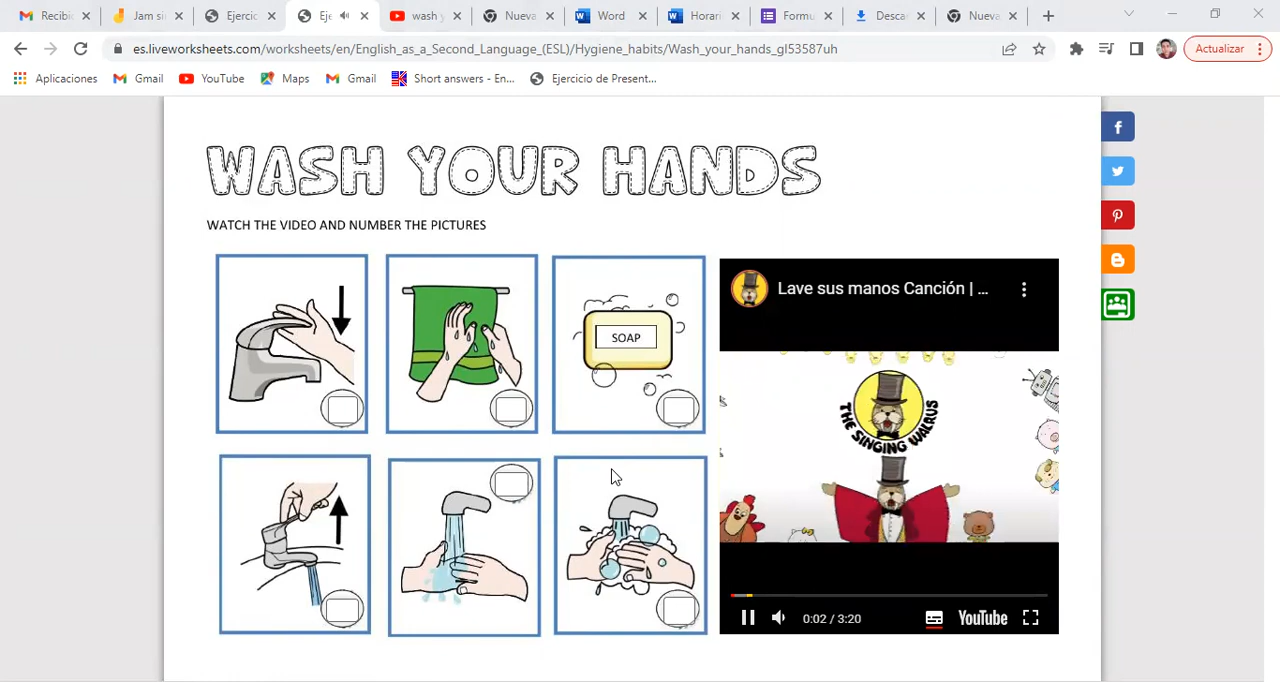 Recibi
Jam si
Ejercic
Eje
wash y
Nueva
Word
Horari
Formu
Desca
Nueva
es.liveworksheets.com/worksheets/en/English_as_a_Second_Language_(ESL)/Hygiene_habits/Wash_your_hands_gl53587uh
Actualizar
Aplicaciones
Gmail
YouTube
Maps
Gmail
Short answers - En...
Ejercicio de Present...
WASH YOUR HANDS
WATCH THE VIDEO AND NUMBER THE PICTURES
SOAP
Lave sus manos Canción | ...
THE SINGING WALRUS
0:02 / 3:20
YouTube